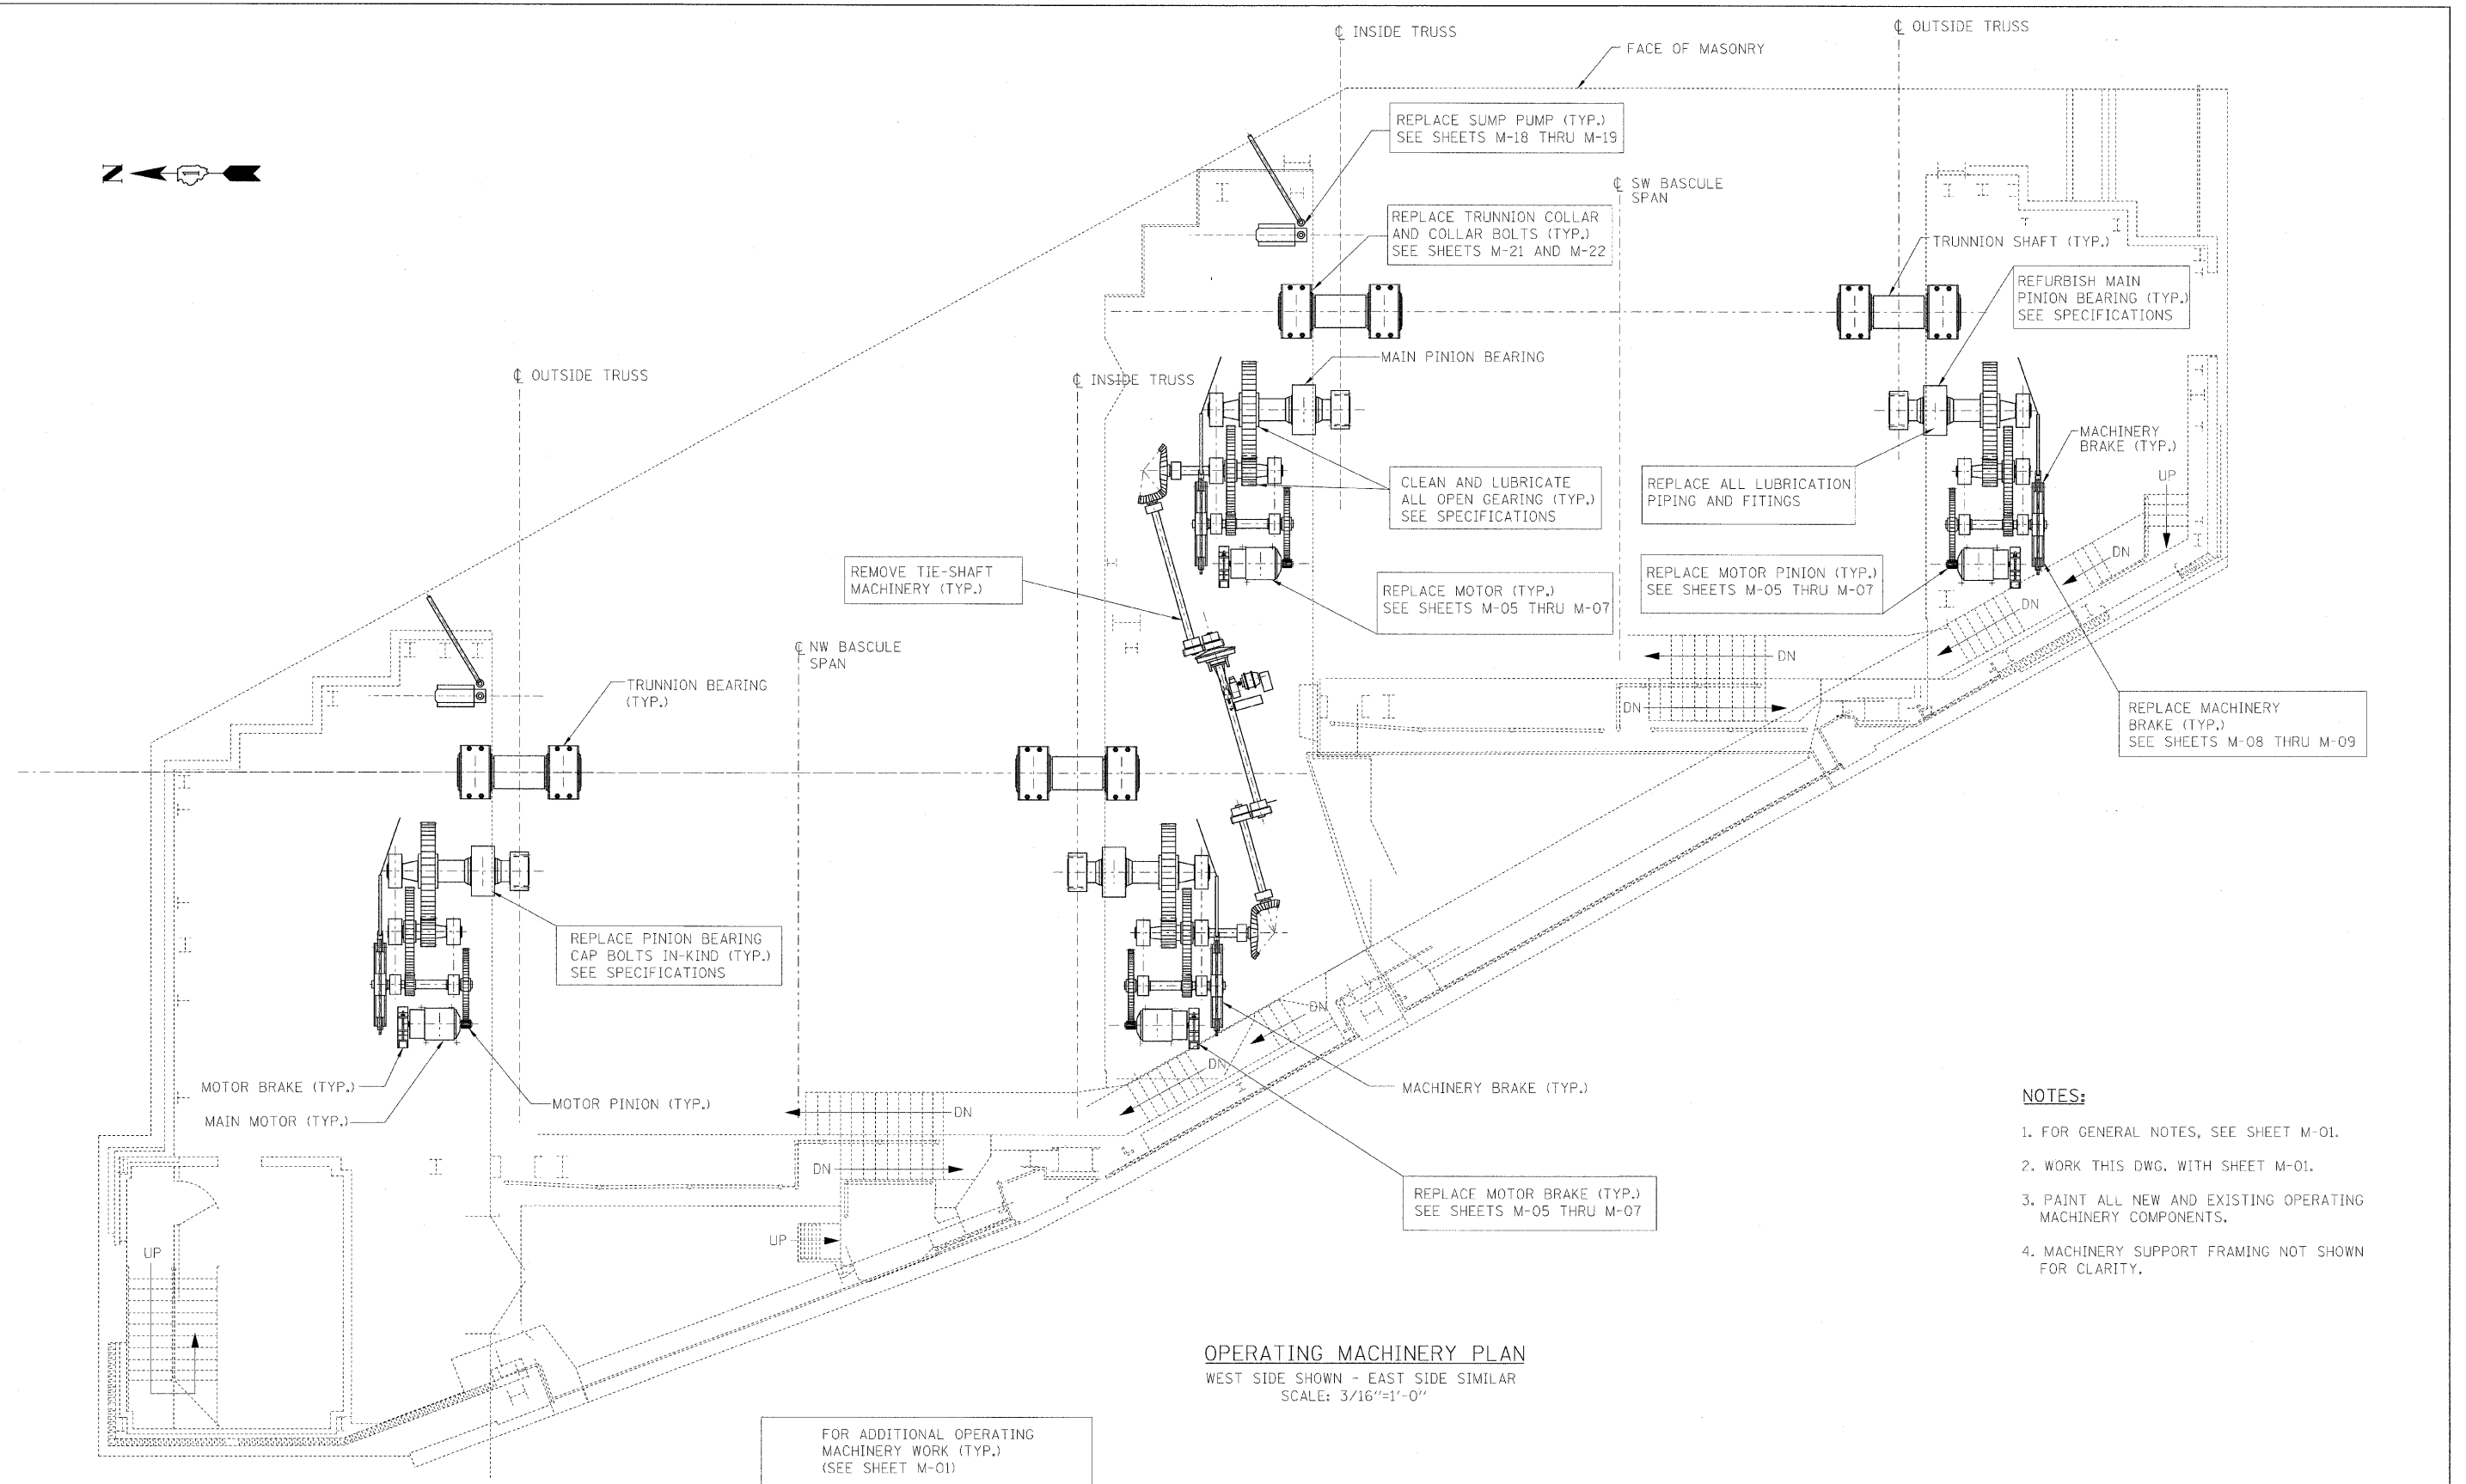 ℄ INSIDE TRUSS
℄ OUTSIDE TRUSS
FACE OF MASONRY
REPLACE SUMP PUMP (TYP.)
SEE SHEETS M-18 THRU M-19
N
℄ SW BASCULE
SPAN
REPLACE TRUNNION COLLAR
AND COLLAR BOLTS (TYP.)
SEE SHEETS M-21 AND M-22
TRUNNION SHAFT (TYP.)
REFURBISH MAIN
PINION BEARING (TYP.)
SEE SPECIFICATIONS
MAIN PINION BEARING
℄ OUTSIDE TRUSS
℄ INSIDE TRUSS
MACHINERY
BRAKE (TYP.)
UP
CLEAN AND LUBRICATE
ALL OPEN GEARING (TYP.)
SEE SPECIFICATIONS
REPLACE ALL LUBRICATION
PIPING AND FITINGS
DN
REMOVE TIE-SHAFT
MACHINERY (TYP.)
REPLACE MOTOR (TYP.)
SEE SHEETS M-05 THRU M-07
REPLACE MOTOR PINION (TYP.)
SEE SHEETS M-05 THRU M-07
DN
℄ NW BASCULE
SPAN
DN
TRUNNION BEARING
(TYP.)
DN
REPLACE MACHINERY
BRAKE (TYP.)
SEE SHEETS M-08 THRU M-09
REPLACE PINION BEARING
CAP BOLTS IN-KIND (TYP.)
SEE SPECIFICATIONS
DN
DN
MOTOR BRAKE (TYP.)
MACHINERY BRAKE (TYP.)
MOTOR PINION (TYP.)
MAIN MOTOR (TYP.)
DN
DN
REPLACE MOTOR BRAKE (TYP.)
SEE SHEETS M-05 THRU M-07
UP
UP
NOTES:
1. FOR GENERAL NOTES, SEE SHEET M-01.
2. WORK THIS DWG. WITH SHEET M-01.
3. PAINT ALL NEW AND EXISTING OPERATING
MACHINERY COMPONENTS.
4. MACHINERY SUPPORT FRAMING NOT SHOWN
FOR CLARITY.
OPERATING MACHINERY PLAN
WEST SIDE SHOWN - EAST SIDE SIMILAR
SCALE: 3/16"=1'-0"
FOR ADDITIONAL OPERATING
MACHINERY WORK (TYP.)
(SEE SHEET M-01)